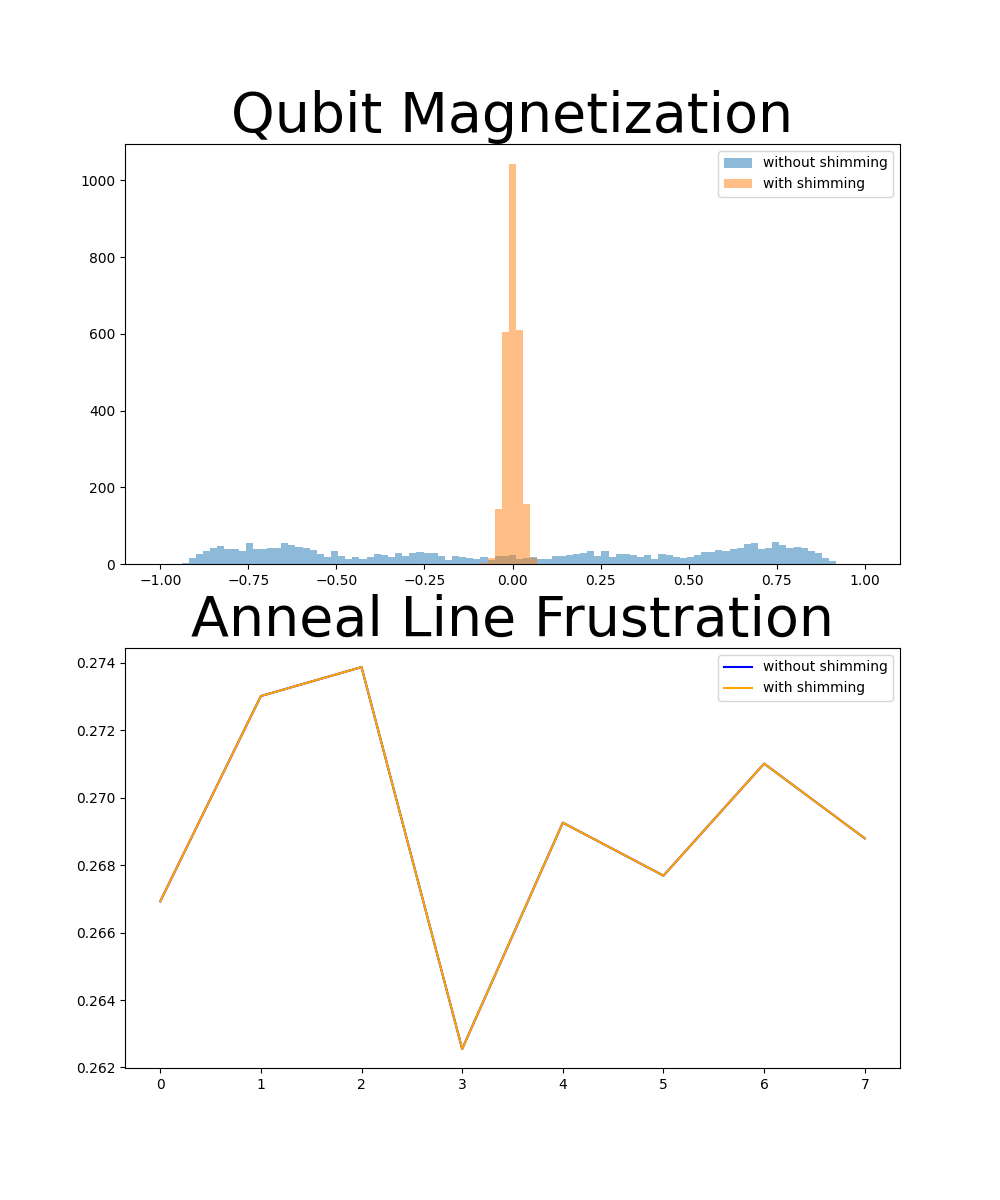 Qubit Magnetization
without shimming
with shimming
1000
800
600
400
200
0
−1.00 −0.75 −0.50 −0.25 0.00 0.25 0.50 0.75 1.00
Anneal Line Frustration
without shimming
with shimming
0.274
0.272
0.270
0.268
0.266
0.264
0.262
0 1 2 3 4 5 6 7